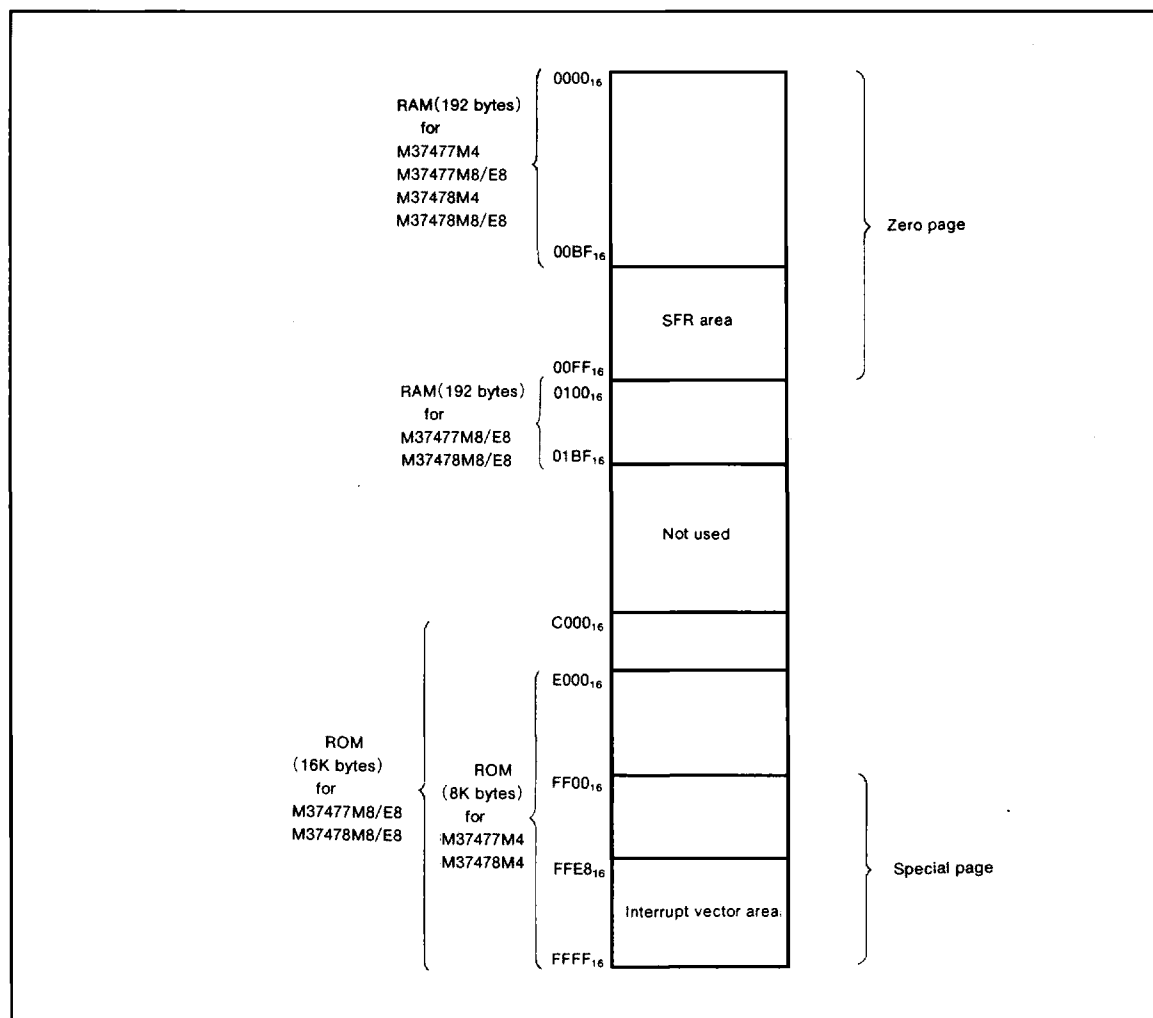 0000₁₆
RAM(192 bytes)
for
M37477M4
M37477M8/E8
M37478M4
M37478M8/E8
Zero page
00BF₁₆
SFR area
00FF₁₆
RAM(192 bytes)
for
M37477M8/E8
M37478M8/E8
0100₁₆
01BF₁₆
Not used
C000₁₆
E000₁₆
ROM
(16K bytes)
for
M37477M8/E8
M37478M8/E8
ROM
(8K bytes)
for
M37477M4
M37478M4
FF00₁₆
FFE8₁₆
Special page
Interrupt vector area
FFFF₁₆